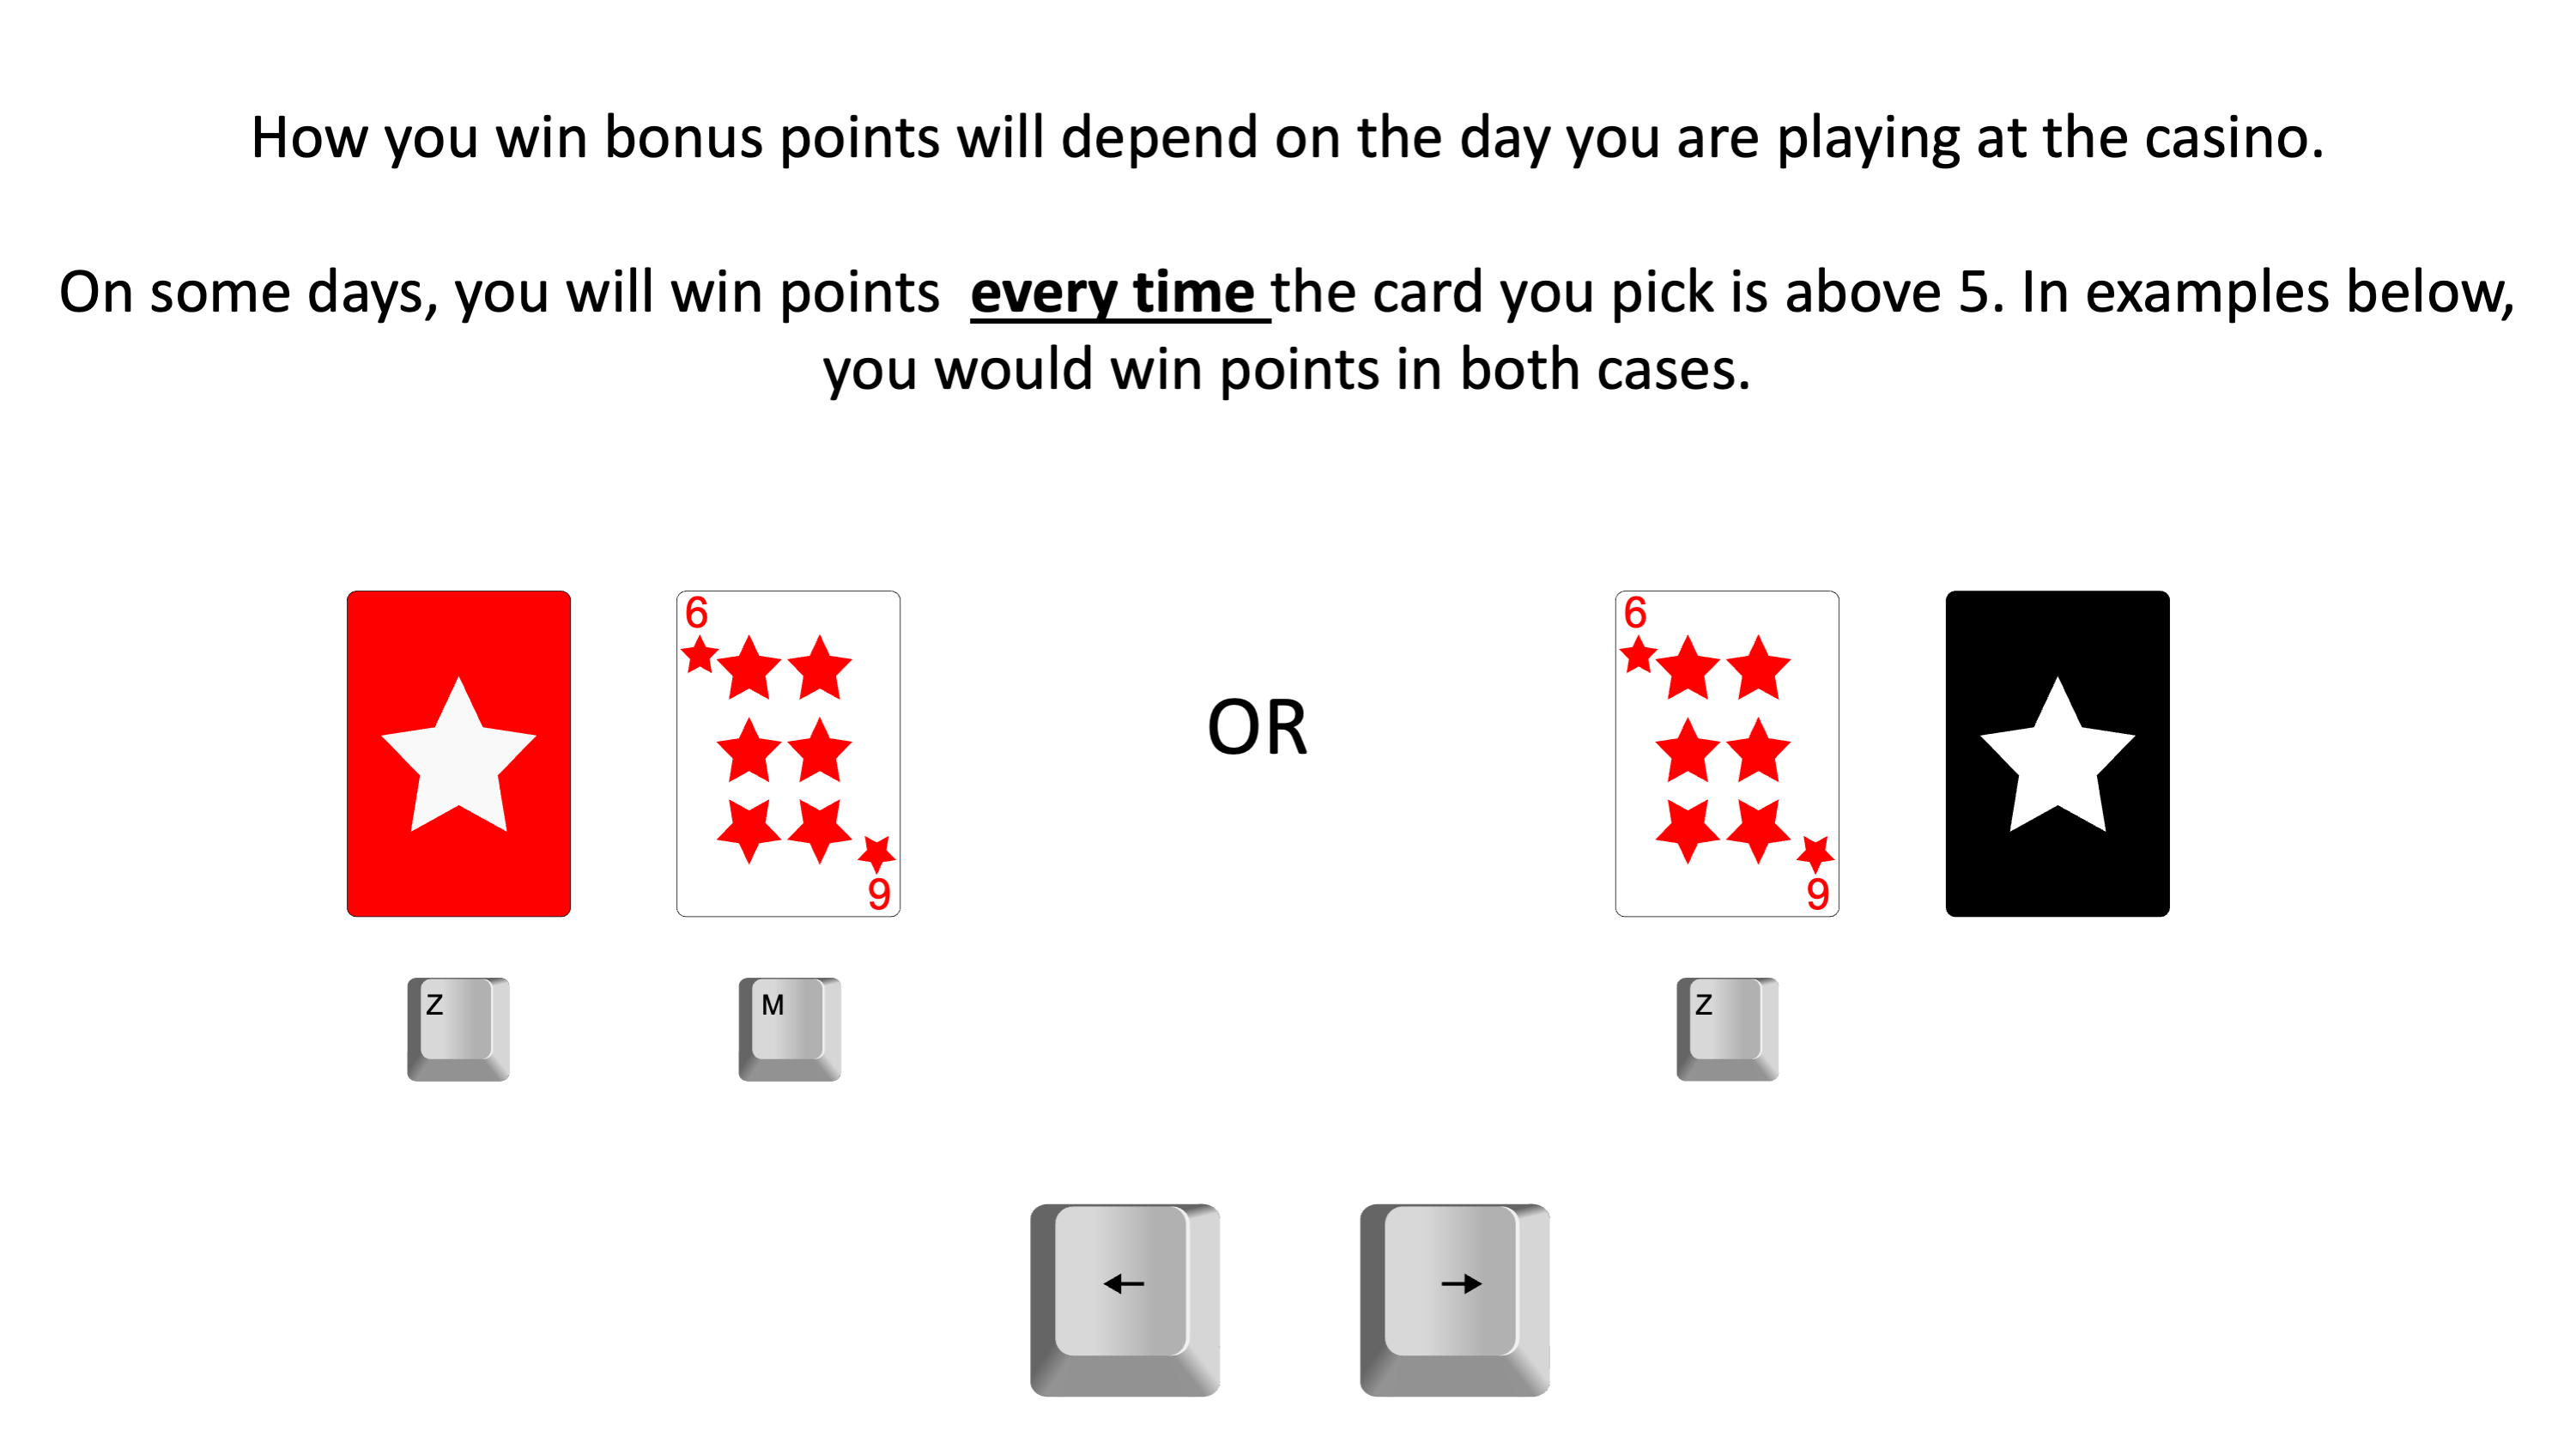 How you win bonus points will depend on the day you are playing at the casino.
On some days, you will win points every time the card you pick is above 5. In examples below,
you would win points in both cases.
6
6
OR
6
6
Z
M
Z
← →